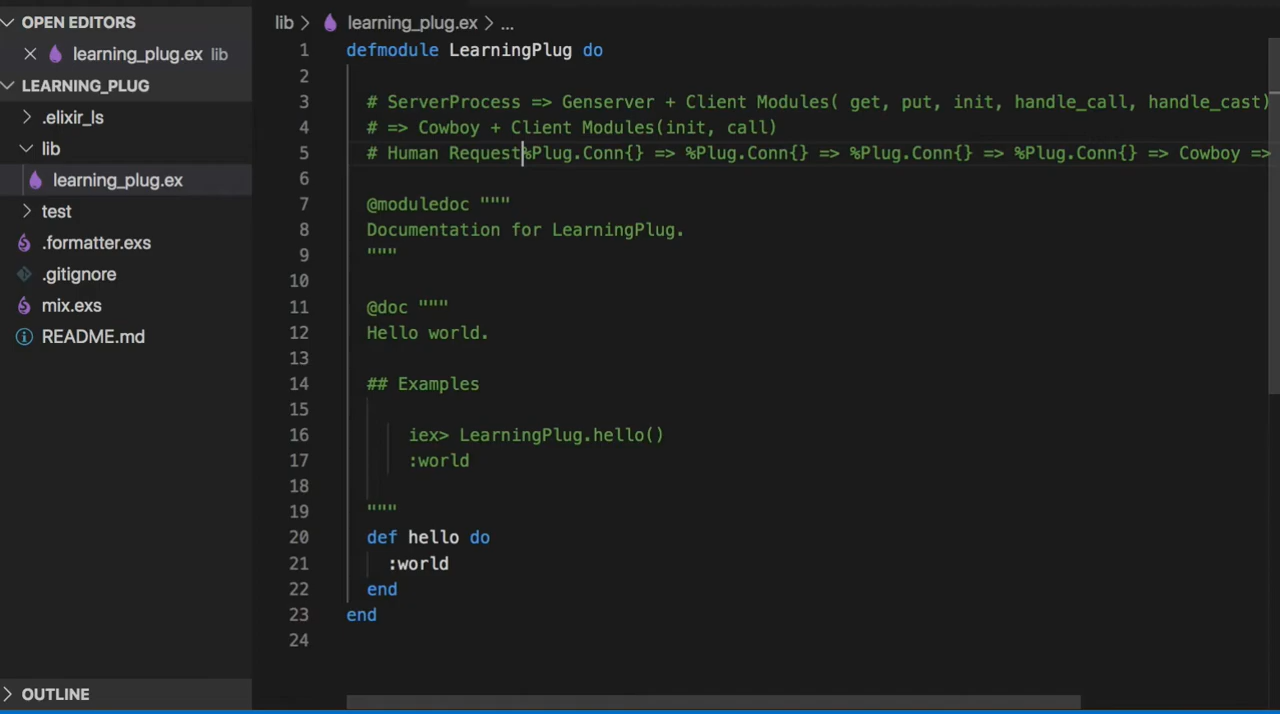 OPEN EDITORS
learning_plug.ex lib
LEARNING_PLUG
.elixir_ls
lib
learning_plug.ex
test
.formatter.exs
.gitignore
mix.exs
README.md
OUTLINE
lib > learning_plug.ex > ...
1 defmodule LearningPlug do
2
3 # ServerProcess => Genserver + Client Modules( get, put, init, handle_call, handle_cast)
4 # => Cowboy + Client Modules(init, call)
5 # Human Request%Plug.Conn{} => %Plug.Conn{} => %Plug.Conn{} => %Plug.Conn{} => Cowboy =>
6
7 @moduledoc """
8 Documentation for LearningPlug.
9 """
10
11 @doc """
12 Hello world.
13
14 ## Examples
15
16 iex> LearningPlug.hello()
17 :world
18
19 """
20 def hello do
21 :world
22 end
23 end
24